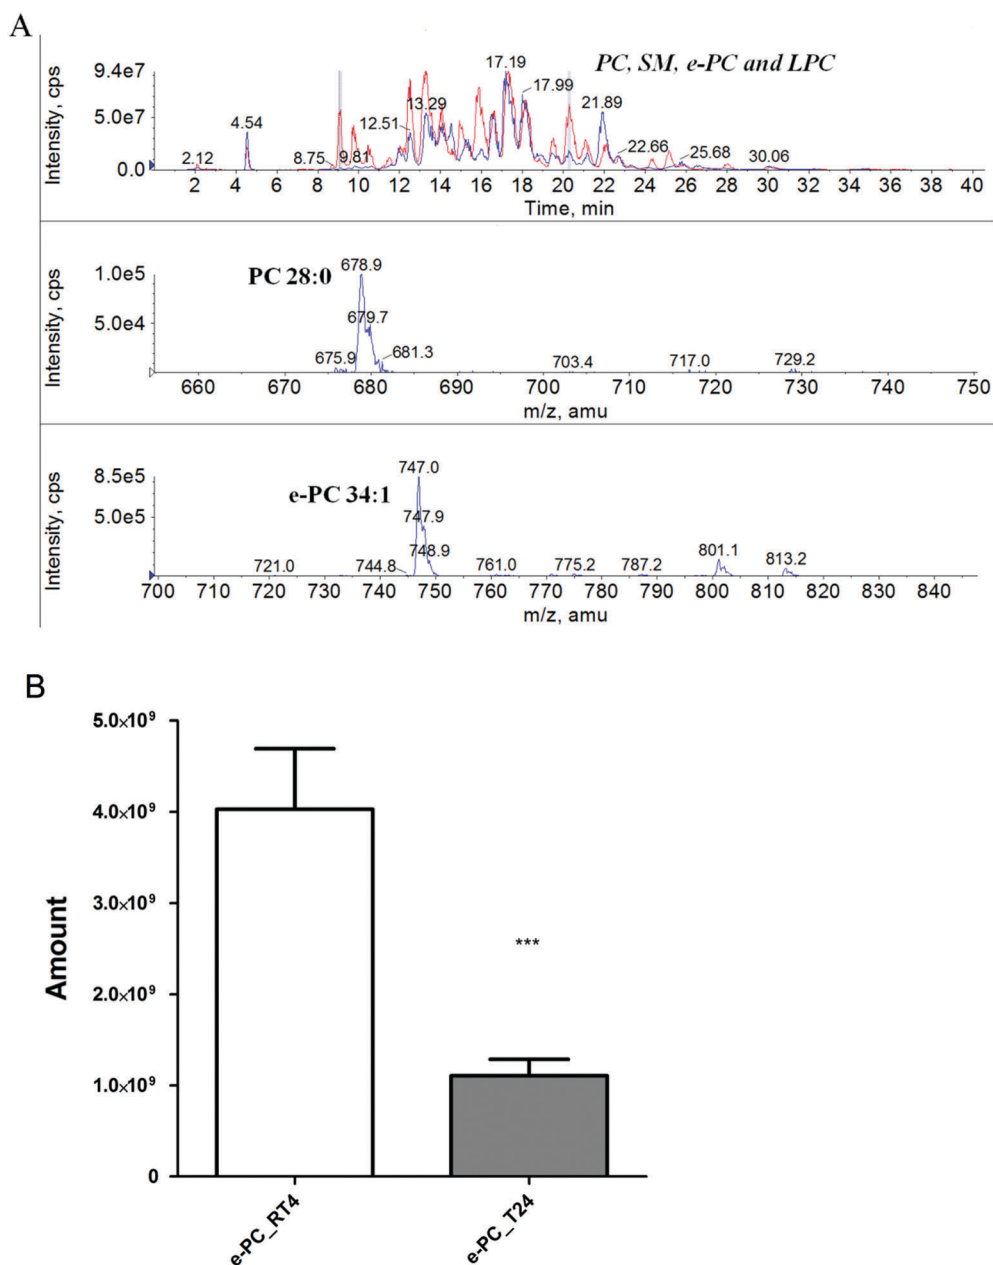 A
Intensity, cps
9.4e7
5.0e7
0.0
PC, SM, e-PC and LPC
2.12
4.54
8.75
9.81
12.51
13.29
17.19
17.99
21.89
22.66
25.68
30.06
2 4 6 8 10 12 14 16 18 20 22 24 26 28 30 32 34 36 38 40
Time, min
Intensity, cps
1.0e5
5.0e4
PC 28:0
678.9
679.7
675.9
681.3
703.4
717.0
729.2
660 670 680 690 700 710 720 730 740 750
m/z, amu
Intensity, cps
8.5e5
5.0e5
e-PC 34:1
747.0
747.9
748.9
721.0
744.8
761.0
775.2
787.2
801.1
813.2
700 710 720 730 740 750 760 770 780 790 800 810 820 830 840
m/z, amu
B
Amount
5.0×10⁹
4.0×10⁹
3.0×10⁹
2.0×10⁹
1.0×10⁹
0
***
e-PC_RT4
e-PC_T24